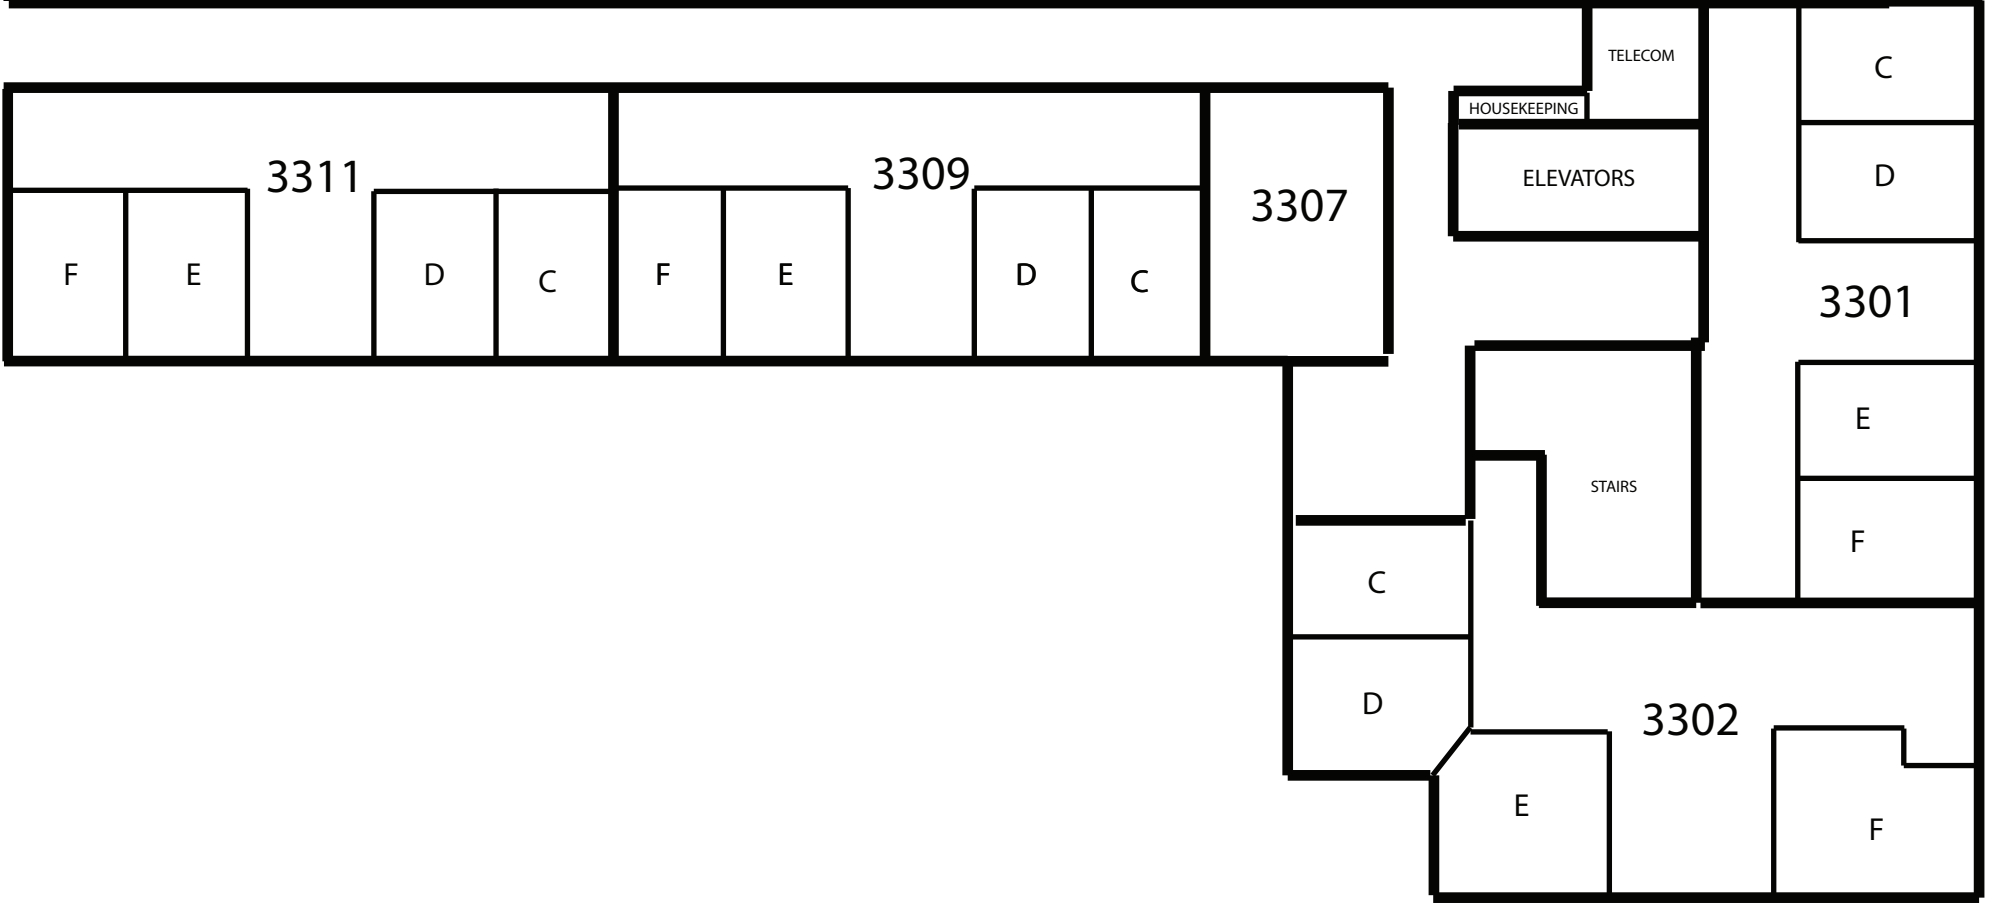 TELECOM
C
HOUSEKEEPING
3311
3309
3307
ELEVATORS
D
F
E
D
C
F
E
D
C
3301
E
STAIRS
F
C
D
3302
E
F